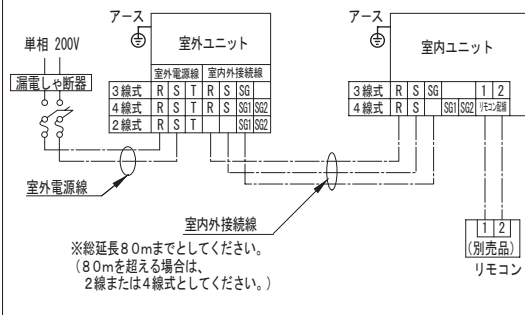 アース
単相 200V
漏電しゃ断器
室外ユニット
室外電源線 室内外接続線
3線式 R S T R S SG
4線式 R S T R S SG1 SG2
2線式 R S T SG1 SG2
アース
室内ユニット
3線式 R S SG 1 2
4線式 R S SG1 SG2 リモコン配線
室外電源線
室内外接続線
※総延長80mまでとしてください。
(80mを超える場合は、
2線または4線式としてください。)
1 2
(別売品)
リモコン